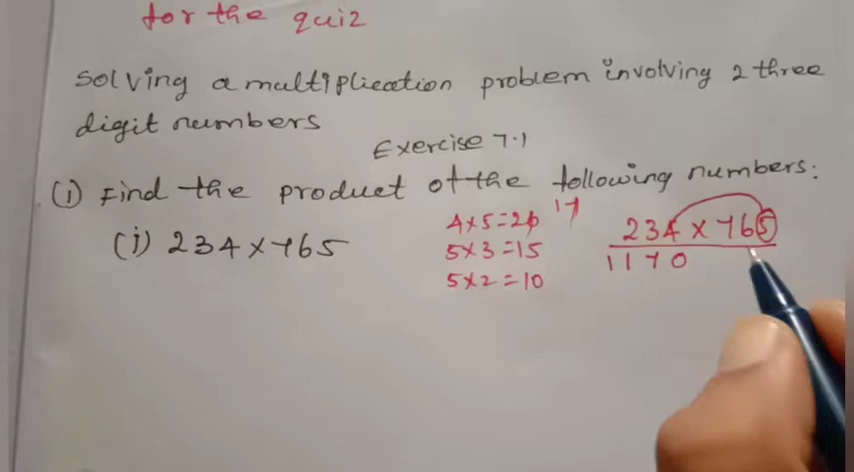 for the quiz
Solving a multiplication problem involving 2 three
digit numbers
Exercise 7.1
(1) Find the product of the following numbers:
(i) 234 × 765
4 × 5 = 20
17
5 × 3 = 15
5 × 2 = 10
234 × 765
1170